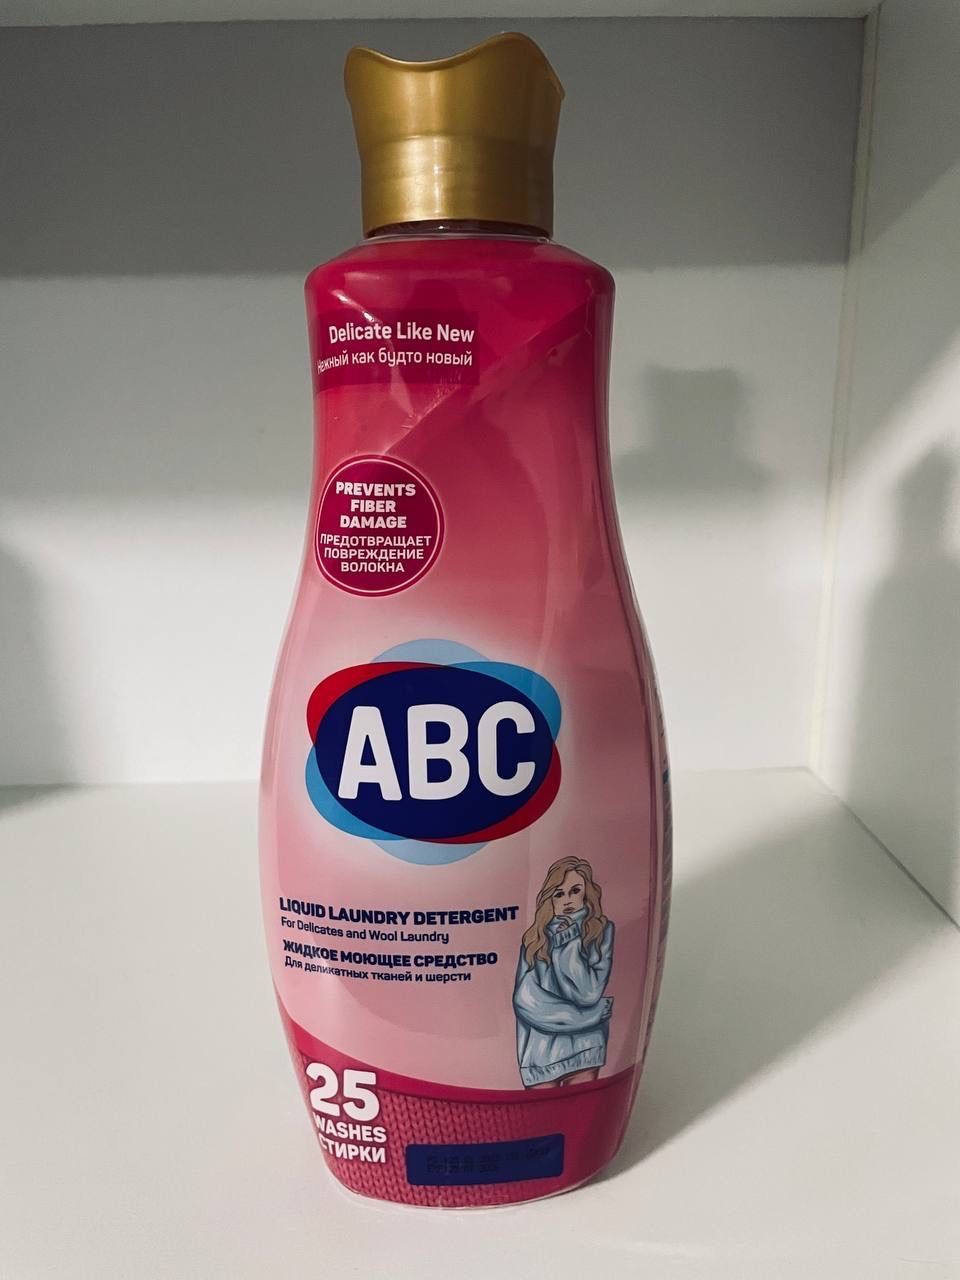 Delicate Like New
Нежный как будто новый
PREVENTS
FIBER
DAMAGE
ПРЕДОТВРАЩАЕТ
ПОВРЕЖДЕНИЕ
ВОЛОКНА
ABC
LIQUID LAUNDRY DETERGENT
For Delicates and Wool Laundry
ЖИДКОЕ МОЮЩЕЕ СРЕДСТВО
Для деликатных тканей и шерсти
25
WASHES
СТИРКИ